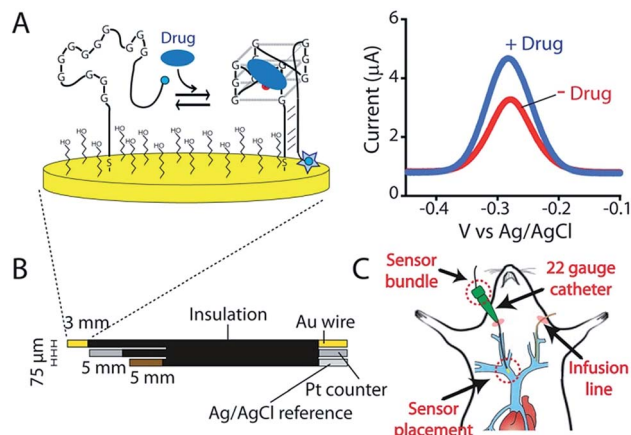 A
Drug
G G G G G G G G G G G G
G G G G G G G G
HO HO HO HO HO HO HO HO HO HO HO
S
S
Current (μA)
6
4
2
0
+ Drug
− Drug
-0.4
-0.3
-0.2
-0.1
V vs Ag/AgCl
B
3 mm
Insulation
Au wire
75 μm
5 mm
5 mm
Pt counter
Ag/AgCl reference
C
Sensor
bundle
22 gauge
catheter
Infusion
line
Sensor
placement